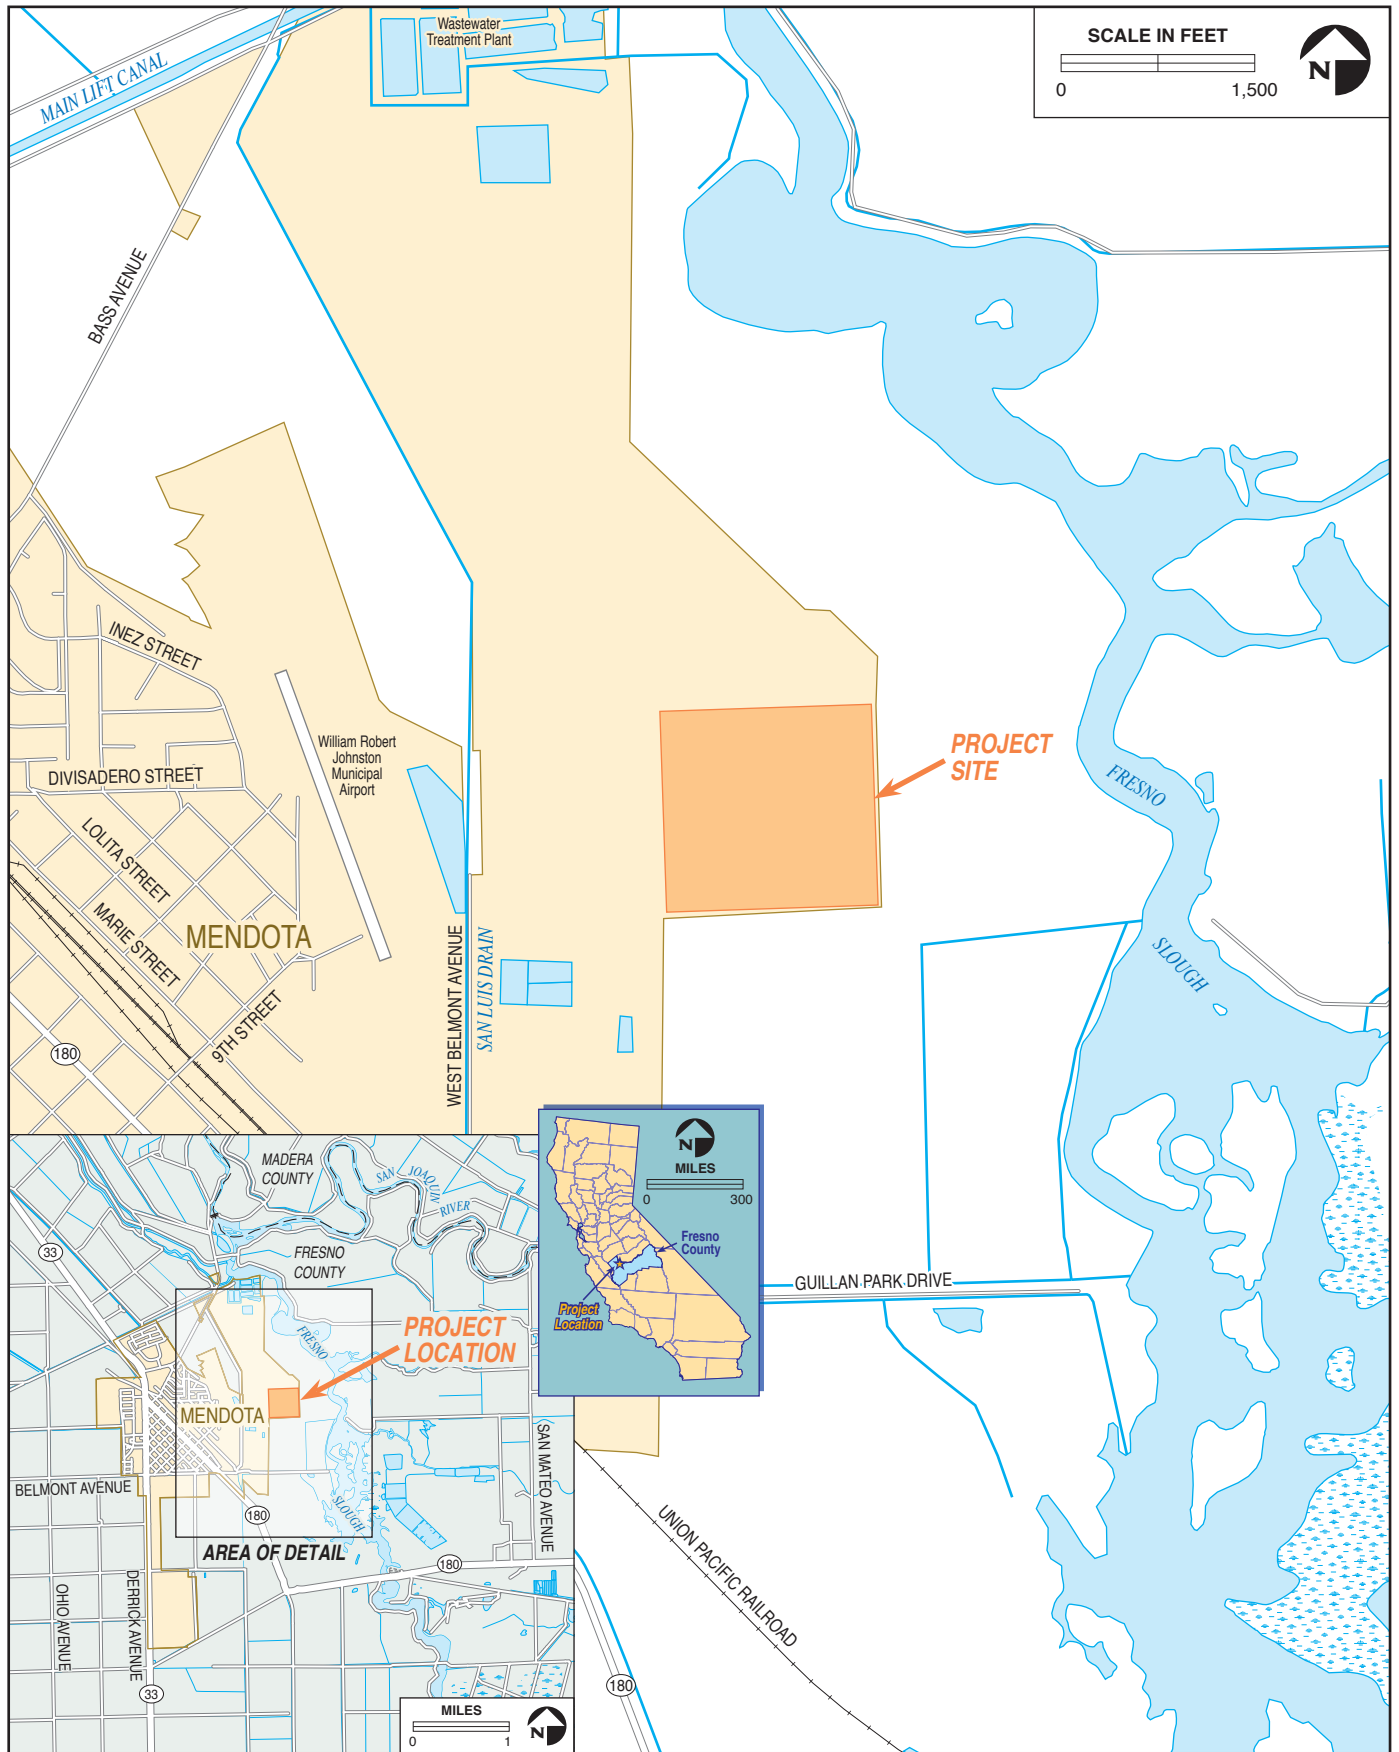 Wastewater
Treatment Plant
SCALE IN FEET
0
1,500
N
MAIN LIFT CANAL
BASS AVENUE
INEZ STREET
William Robert
Johnston
Municipal
Airport
DIVISADERO STREET
LOLITA STREET
MARIE STREET
MENDOTA
9TH STREET
180
WEST BELMONT AVENUE
SAN LUIS DRAIN
PROJECT
SITE
FRESNO
SLOUGH
GUILLAN PARK DRIVE
UNION PACIFIC RAILROAD
180
N
MILES
0
300
Fresno
County
Project
Location
MADERA
COUNTY
SAN JOAQUIN
RIVER
33
FRESNO
COUNTY
FRESNO
PROJECT
LOCATION
MENDOTA
BELMONT AVENUE
SLOUGH
180
AREA OF DETAIL
180
SAN MATEO AVENUE
OHIO AVENUE
DERRICK AVENUE
33
MILES
0
1
N